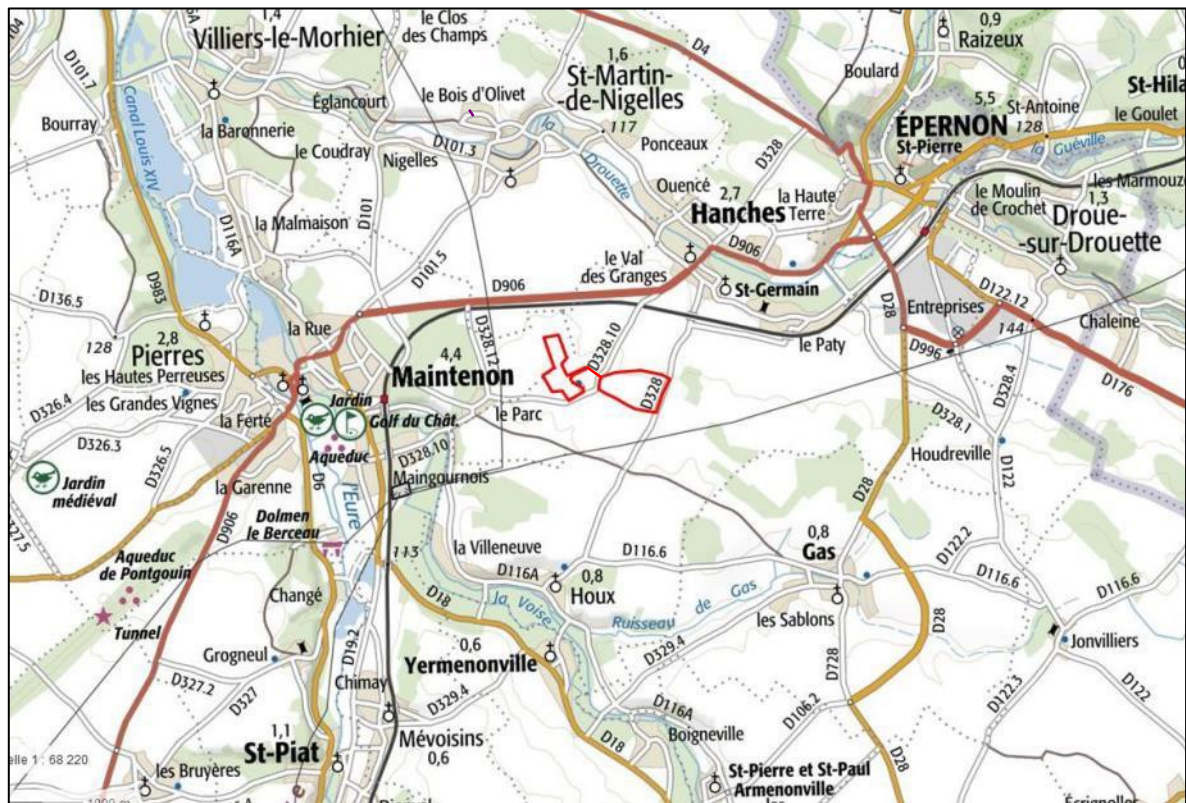 1,4
Villiers-le-Morhier
le Clos
des Champs
D4
0,9
Raizeux
D101.7
1,6
St-Martin
-de-Nigelles
Boulard
St-Hila
Églancourt
le Bois d'Olivet
5,5
St-Antoine
le Goulet
Bourray
Canal Louis XIV
la Baronnerie
117
ÉPERNON
128
St-Pierre
la Guéville
le Coudray
Nigelles
D101.3
la Drouette
Ponceaux
D328
Ouencé
la Haute
Terre
le Moulin
de Crochet
les Marmouze
1,3
Droue
-sur-Drouette
la Malmaison
D101
D116A
2,7
Hanches
D906
D983
D101.5
le Val
des Granges
St-Germain
D136.5
D906
D28
Entreprises
D122.12
la Rue
D328.12
D328.10
le Paty
144
Chaleine
128
2,8
Pierres
les Hautes Perreuses
4,4
Maintenon
D996
D176
les Grandes Vignes
D326.4
Jardin
Golf du Chât.
le Parc
D328
D328.4
la Ferté
D326.3
D326.5
Aqueduc
D328.10
D328.1
Houdreville
Jardin
médiéval
la Garenne
D6
l'Eure
Maingournois
D28
D122
D327.5
D906
Dolmen
le Berceau
Aqueduc
de Pontgouin
113
la Villeneuve
D116A
D116.6
0,8
Gas
D122.2
D116.6
D116.6
Changé
D18
la Voise
0,8
Houx
Ruisseau de Gas
les Sablons
Tunnel
D19.2
D28
Grogneul
0,6
Yermenonville
D329.4
D728
Jonvilliers
D327.2
D327
Chimay
D329.4
D116A
D106.2
D122.3
D122
1,1
St-Piat
Mévoisins
0,6
Boigneville
D18
D28
elle 1 : 68 220
les Bruyères
St-Pierre et St-Paul
Armenonville